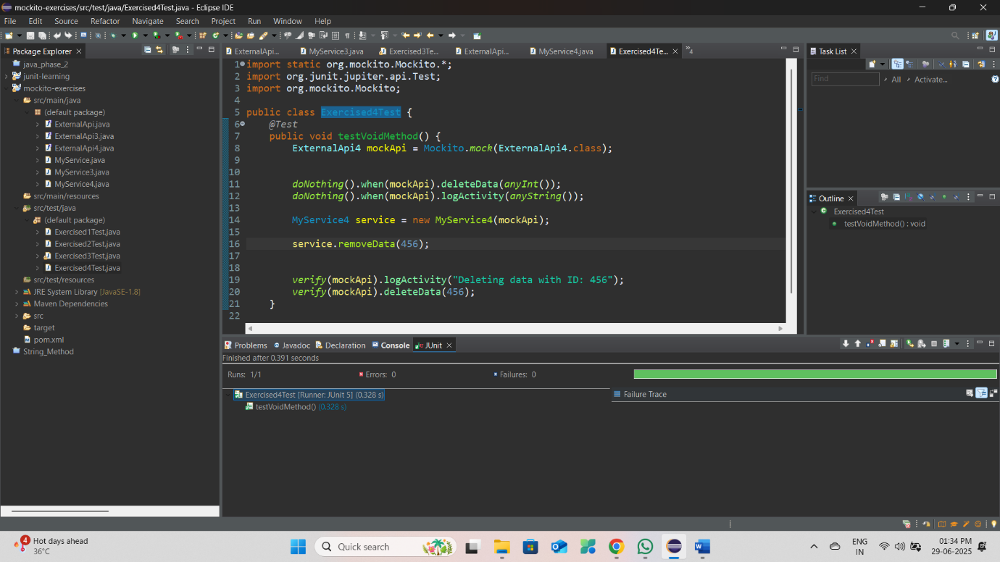 mockito-exercises/src/test/java/Exercised4Test.java - Eclipse IDE
File Edit Source Refactor Navigate Search Project Run Window Help
Package Explorer
java_phase_2
junit-learning
mockito-exercises
src/main/java
(default package)
ExternalApi.java
ExternalApi3.java
ExternalApi4.java
MyService.java
MyService3.java
MyService4.java
src/main/resources
src/test/java
(default package)
Exercised1Test.java
Exercised2Test.java
Exercised3Test.java
Exercised4Test.java
src/test/resources
JRE System Library [JavaSE-1.8]
Maven Dependencies
src
target
pom.xml
String_Method
ExternalApi... MyService3.java Exercised3Te... ExternalApi... MyService4.java Exercised4Te... 4
1 import static org.mockito.Mockito.*;
2 import org.junit.jupiter.api.Test;
3 import org.mockito.Mockito;
4
5 public class Exercised4Test {
6 @Test
7 public void testVoidMethod() {
8 ExternalApi4 mockApi = Mockito.mock(ExternalApi4.class);
9
10
11 doNothing().when(mockApi).deleteData(anyInt());
12 doNothing().when(mockApi).logActivity(anyString());
13
14 MyService4 service = new MyService4(mockApi);
15
16 service.removeData(456);
17
18
19 verify(mockApi).logActivity("Deleting data with ID: 456");
20 verify(mockApi).deleteData(456);
21 }
22
Task List
Find All Activate...
Outline
Exercised4Test
testVoidMethod() : void
Problems Javadoc Declaration Console JUnit
Finished after 0.391 seconds
Runs: 1/1 Errors: 0 Failures: 0
Exercised4Test [Runner: JUnit 5] (0.328 s)
testVoidMethod() (0.328 s)
Failure Trace
4
Hot days ahead
36°C
Quick search
ENG
IN
01:34 PM
29-06-2025